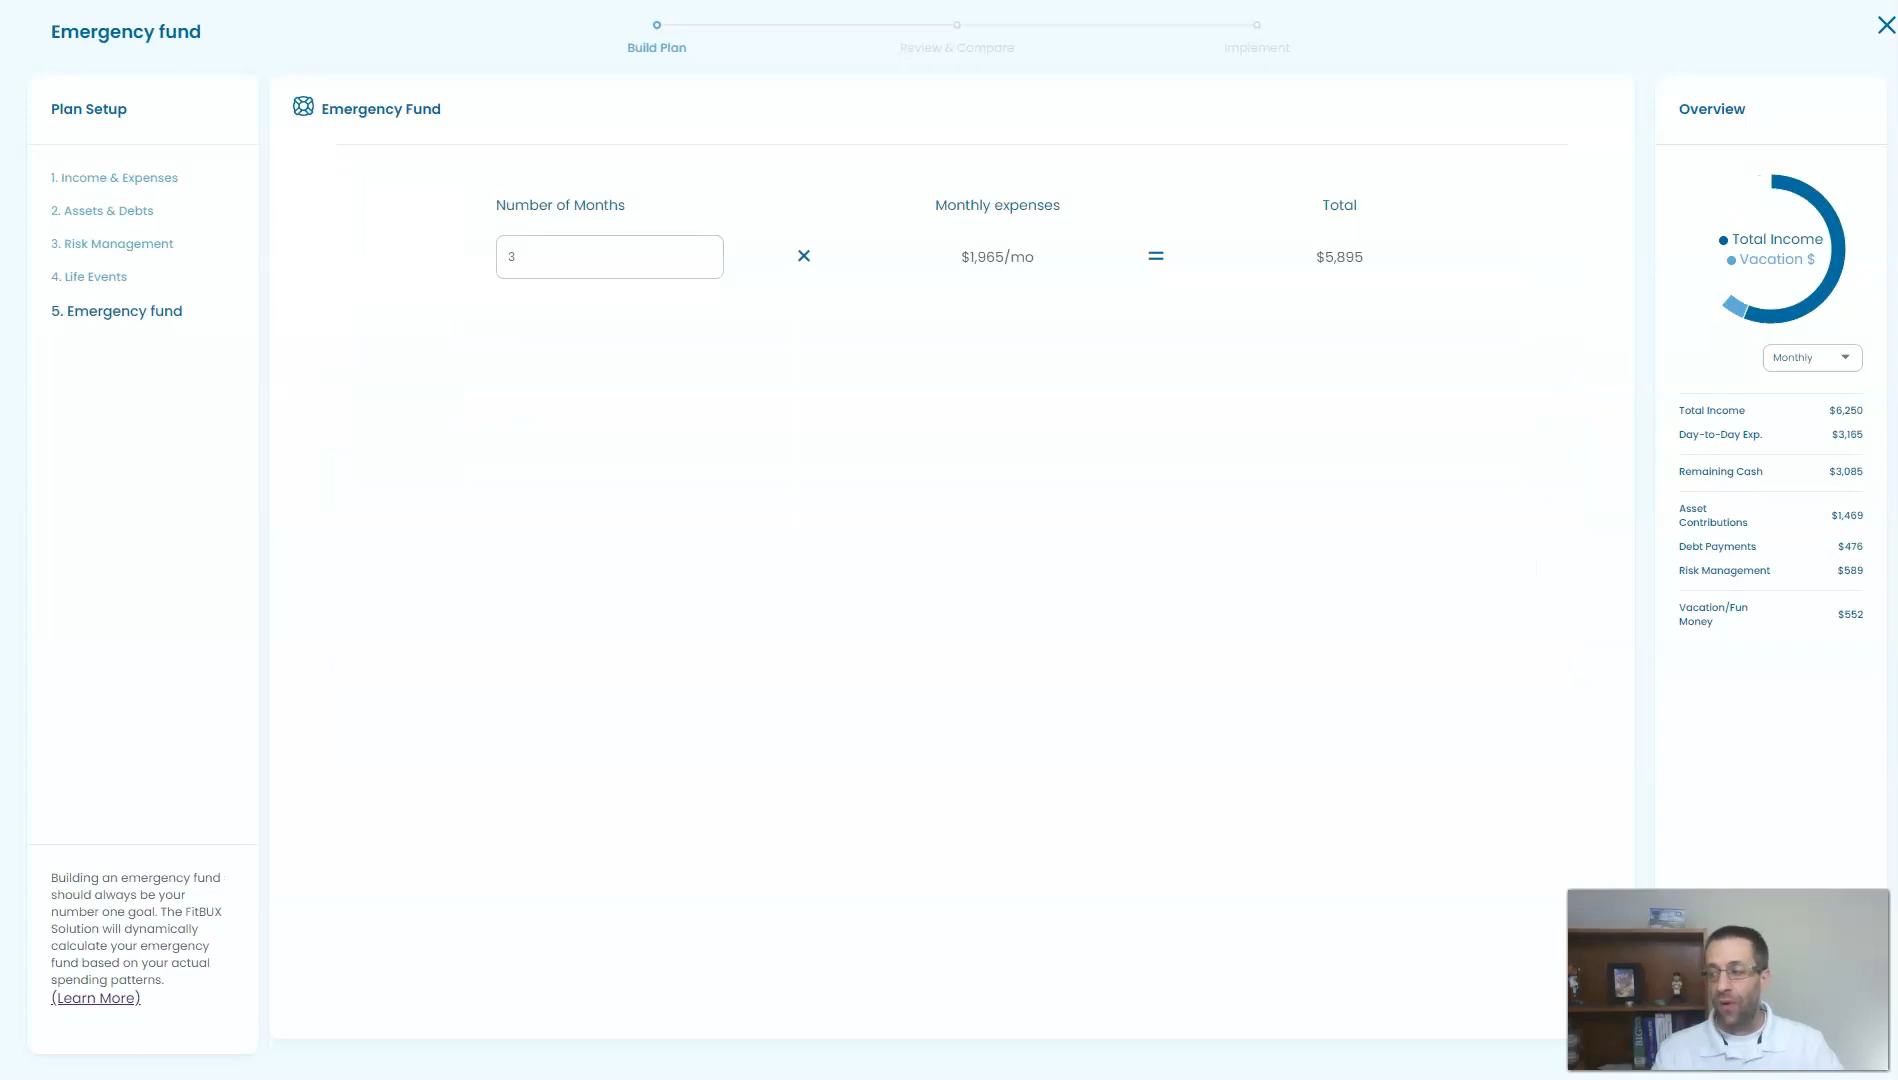 Emergency fund
Build Plan
Review & Compare
Implement
Plan Setup
1. Income & Expenses
2. Assets & Debts
3. Risk Management
4. Life Events
5. Emergency fund
Building an emergency fund
should always be your
number one goal. The FitBUX
Solution will dynamically
calculate your emergency
fund based on your actual
spending patterns.
(Learn More)
Emergency Fund
Number of Months
Monthly expenses
Total
3
×
$1,965/mo
=
$5,895
Overview
Total Income
Vacation $
Monthly
Total Income $6,250
Day-to-Day Exp. $3,165
Remaining Cash $3,085
Asset
Contributions $1,469
Debt Payments $476
Risk Management $589
Vacation/Fun
Money $552